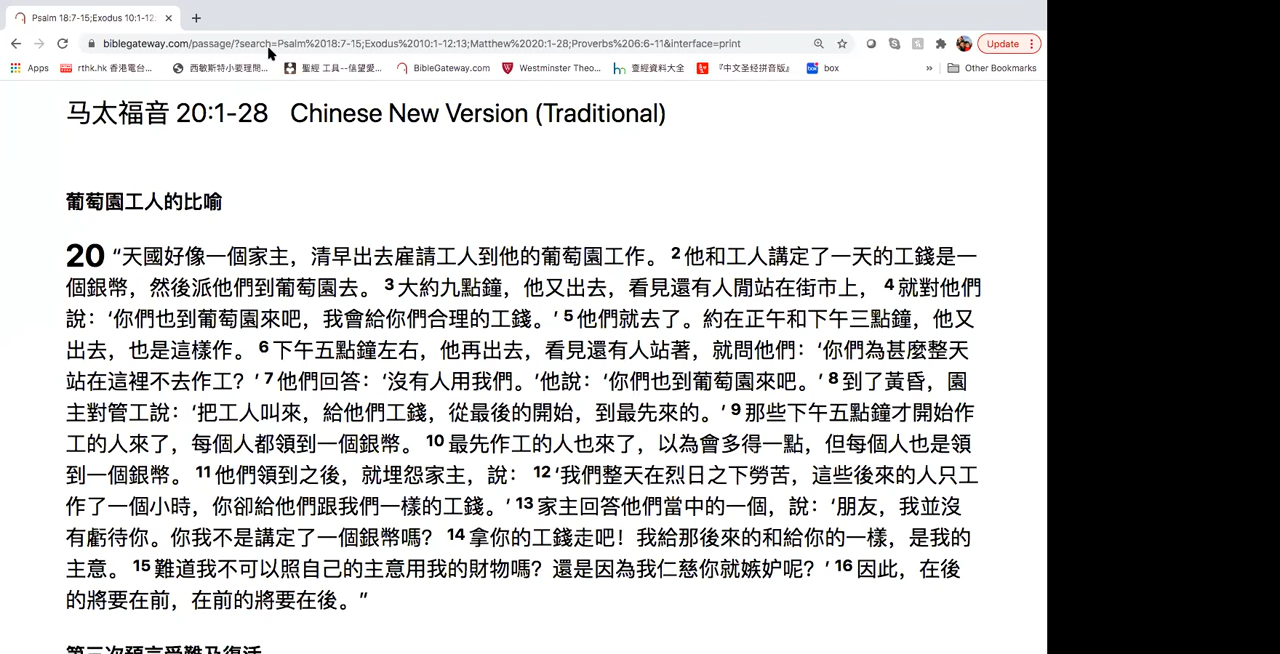 Psalm 18:7-15;Exodus 10:1-12:
biblegateway.com/passage/?search=Psalm%2018:7-15;Exodus%2010:1-12:13;Matthew%2020:1-28;Proverbs%206:6-11&interface=print
Update
Apps rthk.hk 香港電台... 西敏斯特小要理問... 聖經 工具--信望愛... BibleGateway.com Westminster Theo... 查經資料大全 『中文圣经拼音版』 box » Other Bookmarks
马太福音 20:1-28 Chinese New Version (Traditional)
葡萄園工人的比喻
20 “天國好像一個家主，清早出去雇請工人到他的葡萄園工作。 2 他和工人講定了一天的工錢是一
個銀幣，然後派他們到葡萄園去。 3 大約九點鐘，他又出去，看見還有人閒站在街市上， 4 就對他們
說：‘你們也到葡萄園來吧，我會給你們合理的工錢。’ 5 他們就去了。約在正午和下午三點鐘，他又
出去，也是這樣作。 6 下午五點鐘左右，他再出去，看見還有人站著，就問他們：‘你們為甚麼整天
站在這裡不去作工？’ 7 他們回答：‘沒有人用我們。’他說：‘你們也到葡萄園來吧。’ 8 到了黃昏，園
主對管工說：‘把工人叫來，給他們工錢，從最後的開始，到最先來的。’ 9 那些下午五點鐘才開始作
工的人來了，每個人都領到一個銀幣。 10 最先作工的人也來了，以為會多得一點，但每個人也是領
到一個銀幣。 11 他們領到之後，就埋怨家主，說： 12 ‘我們整天在烈日之下勞苦，這些後來的人只工
作了一個小時，你卻給他們跟我們一樣的工錢。’ 13 家主回答他們當中的一個，說：‘朋友，我並沒
有虧待你。你我不是講定了一個銀幣嗎？ 14 拿你的工錢走吧！我給那後來的和給你的一樣，是我的
主意。 15 難道我不可以照自己的主意用我的財物嗎？還是因為我仁慈你就嫉妒呢？’ 16 因此，在後
的將要在前，在前的將要在後。”
第三次預言受難及復活